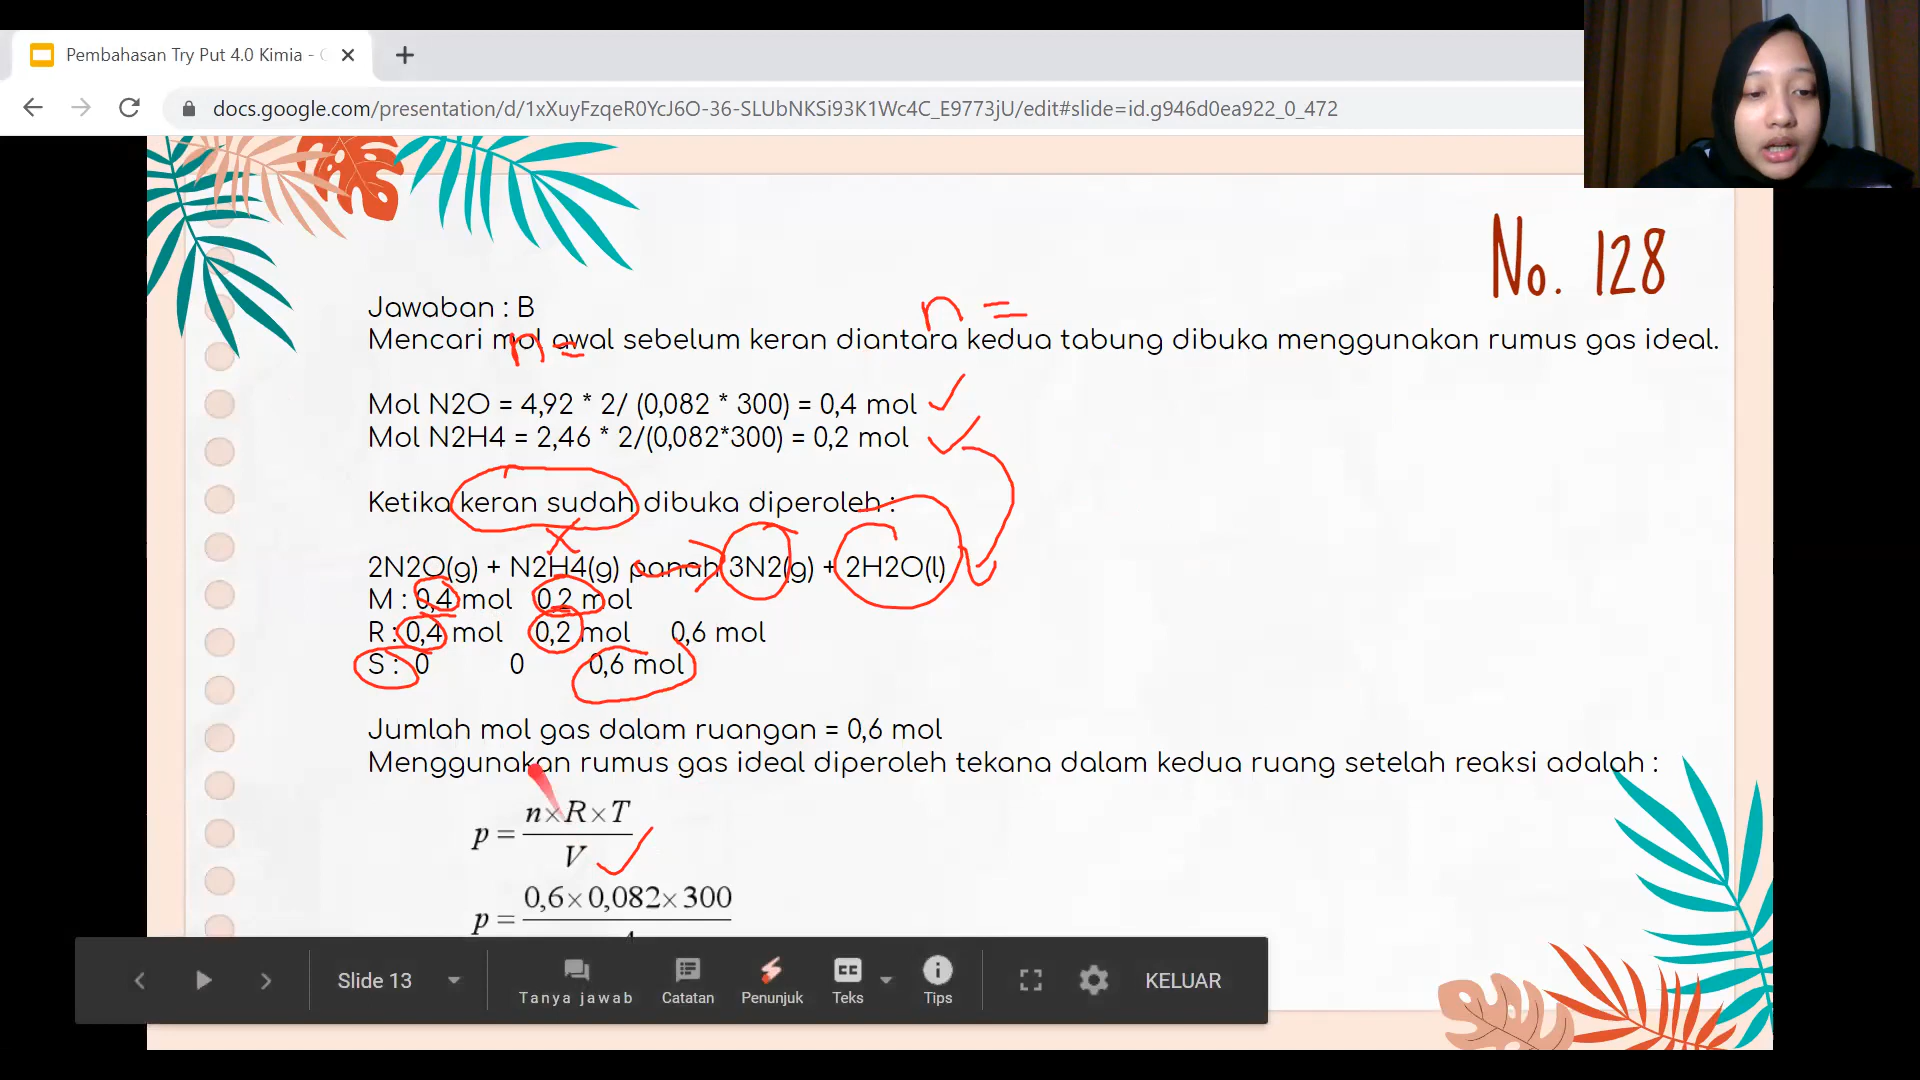 Pembahasan Try Put 4.0 Kimia -
docs.google.com/presentation/d/1xXuyFzqeR0YcJ6O-36-SLUbNKSi93K1Wc4C_E9773jU/edit#slide=id.g946d0ea922_0_472
No. 128
Jawaban : B
n =
Mencari mol awal sebelum keran diantara kedua tabung dibuka menggunakan rumus gas ideal.
n =
Mol N2O = 4,92 * 2/ (0,082 * 300) = 0,4 mol
Mol N2H4 = 2,46 * 2/(0,082*300) = 0,2 mol
Ketika keran sudah dibuka diperoleh :
2N2O(g) + N2H4(g) panah 3N2(g) + 2H2O(l)
M : 0,4 mol 0,2 mol
R : 0,4 mol 0,2 mol 0,6 mol
S : 0 0 0,6 mol
Jumlah mol gas dalam ruangan = 0,6 mol
Menggunakan rumus gas ideal diperoleh tekana dalam kedua ruang setelah reaksi adalah :
p = n×R×T
V
p = 0,6×0,082×300
Slide 13
Tanya jawab
Catatan
Penunjuk
Teks
Tips
KELUAR